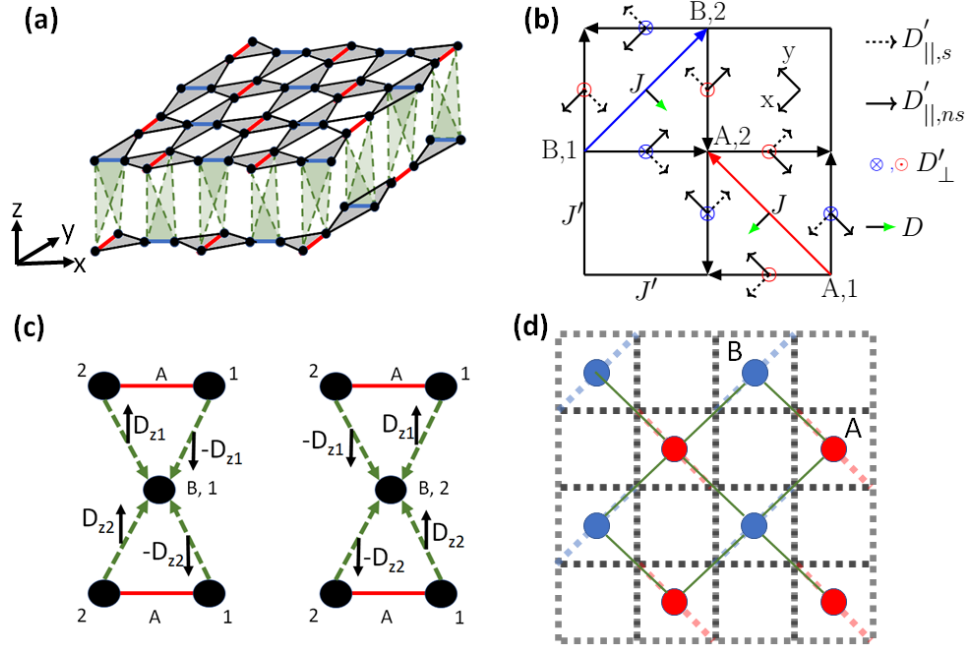 (a)
z
y
x
(b)
B,2
D′||,s
y
x
J
D′||,ns
B,1
A,2
⊗ ,⊙ D′⊥
J′
J
D
J′
A,1
(c)
2 A 1
2 A 1
Dz1
-Dz1
-Dz1
Dz1
B, 1
B, 2
Dz2
-Dz2
-Dz2
Dz2
2 A 1
2 A 1
(d)
B
A